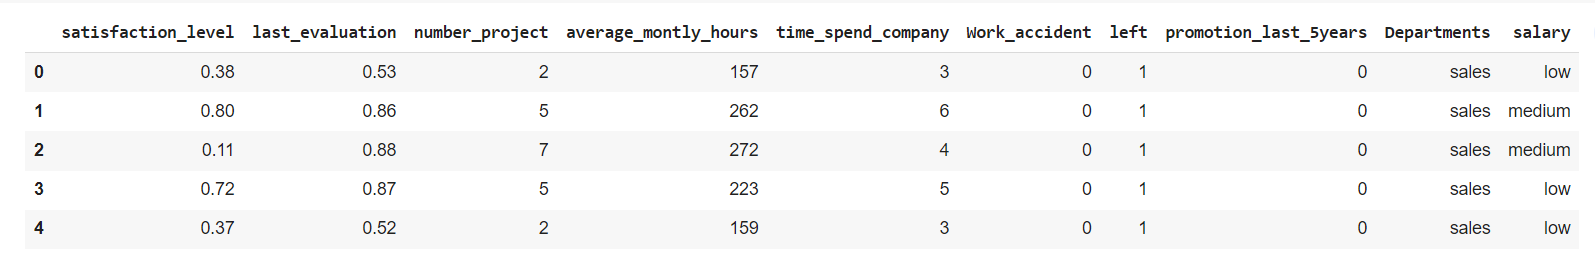 satisfaction_level last_evaluation number_project average_montly_hours time_spend_company Work_accident left promotion_last_5years Departments salary
0 0.38 0.53 2 157 3 0 1 0 sales low
1 0.80 0.86 5 262 6 0 1 0 sales medium
2 0.11 0.88 7 272 4 0 1 0 sales medium
3 0.72 0.87 5 223 5 0 1 0 sales low
4 0.37 0.52 2 159 3 0 1 0 sales low